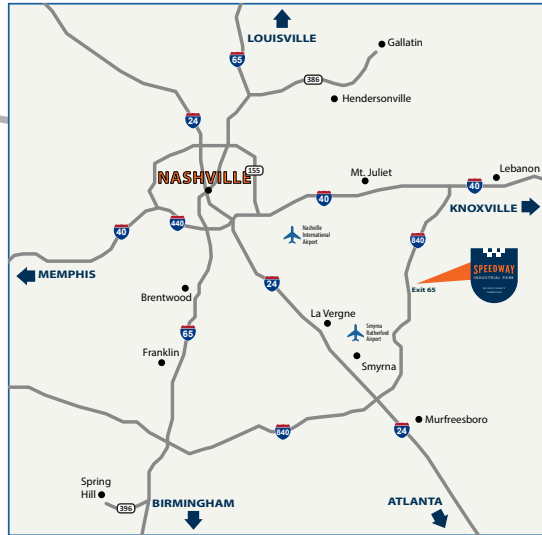 LOUISVILLE
Gallatin
65
386
Hendersonville
24
NASHVILLE
155
Mt. Juliet
Lebanon
40
40
KNOXVILLE
440
40
Nashville
International
Airport
840
MEMPHIS
SPEEDWAY
INDUSTRIAL PARK
Exit 65
24
Brentwood
La Vergne
Smyrna
Rutherford
Airport
65
Franklin
Smyrna
Murfreesboro
840
24
Spring
Hill
396
BIRMINGHAM
ATLANTA